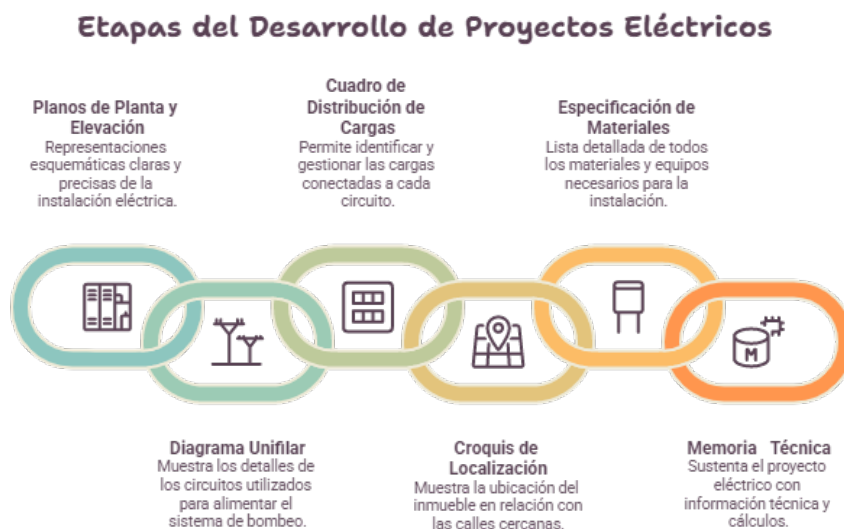 Etapas del Desarrollo de Proyectos Eléctricos
Planos de Planta y
Elevación
Representaciones
esquemáticas claras y
precisas de la
instalación eléctrica.
Diagrama Unifilar
Muestra los detalles de
los circuitos utilizados
para alimentar el
sistema de bombeo.
Cuadro de
Distribución de
Cargas
Permite identificar y
gestionar las cargas
conectadas a cada
circuito.
Croquis de
Localización
Muestra la ubicación del
inmueble en relación con
las calles cercanas.
Especificación de
Materiales
Lista detallada de todos
los materiales y equipos
necesarios para la
instalación.
M
Memoria Técnica
Sustenta el proyecto
eléctrico con
información técnica y
cálculos.